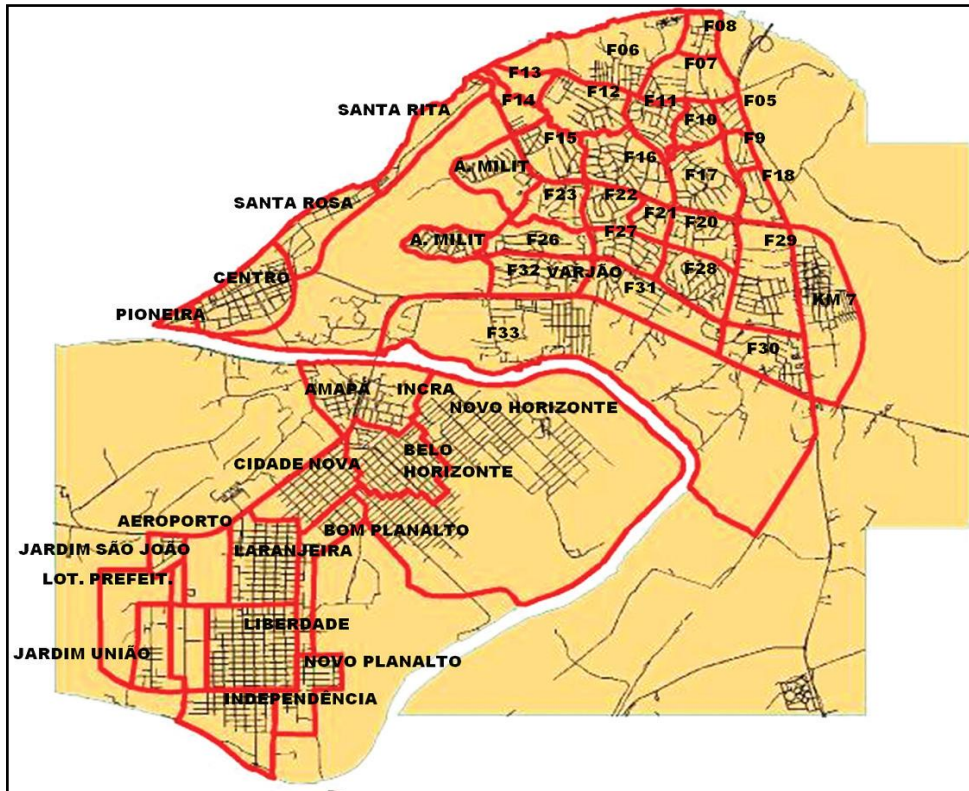 F08
F06
F07
F13
F12
F14
F11
F05
SANTA RITA
F10
F9
F15
F16
A. MILIT
F17
F18
F23
F22
SANTA ROSA
F21
F20
F27
A. MILIT
F26
F29
CENTRO
F32
VARJÃO
F28
F31
KM 7
PIONEIRA
F33
F30
AMAPÁ
INCRA
NOVO HORIZONTE
BELO
HORIZONTE
CIDADE NOVA
AEROPORTO
BOM PLANALTO
JARDIM SÃO JOÃO
LARANJEIRA
LOT. PREFEIT.
LIBERDADE
JARDIM UNIÃO
NOVO PLANALTO
INDEPENDÊNCIA